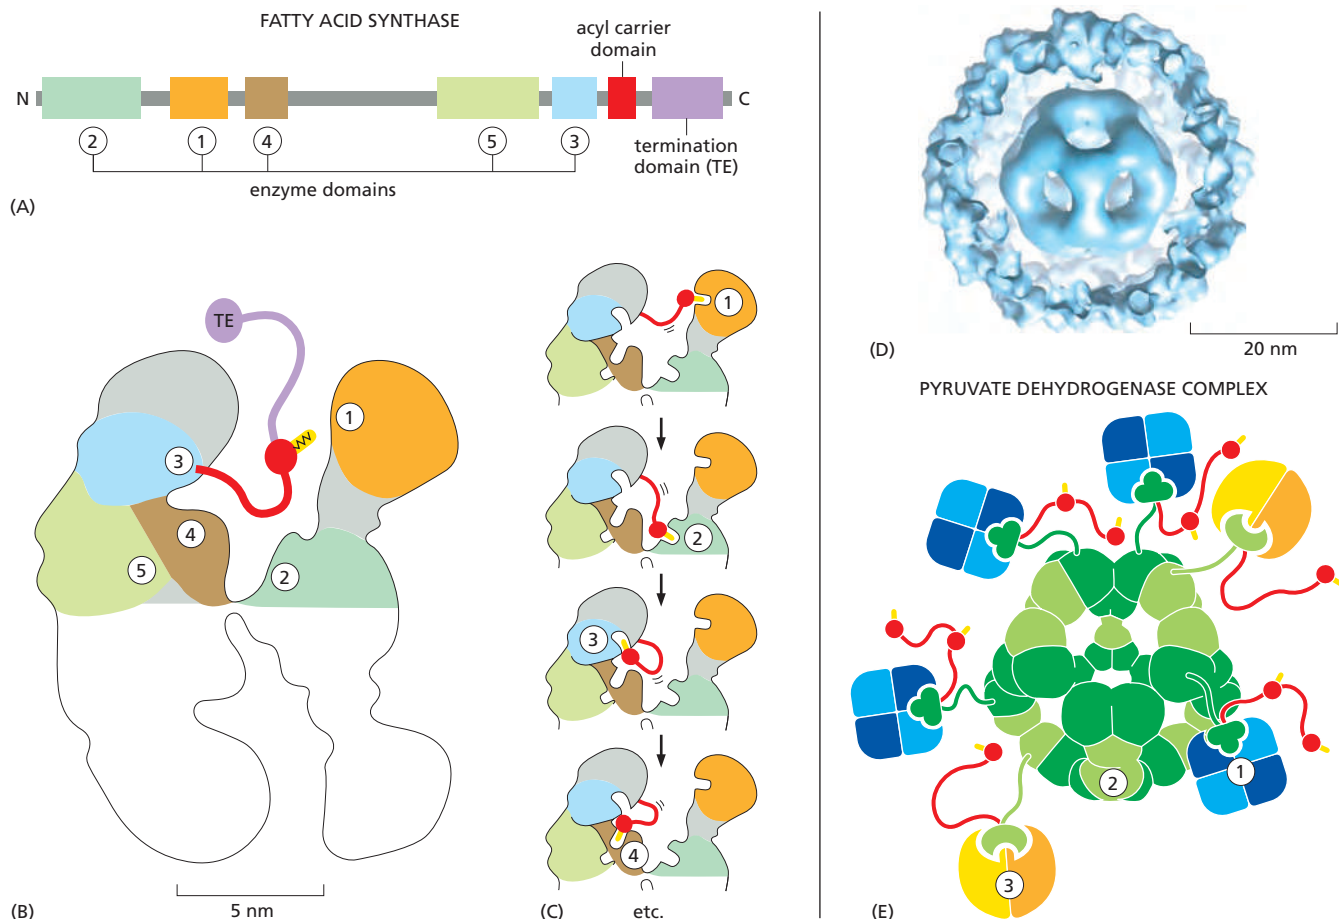 FATTY ACID SYNTHASE
acyl carrier
domain
N
C
2
1
4
5
3
termination
domain (TE)
enzyme domains
(A)
TE
1
3
4
5
2
5 nm
(B)
1
2
3
4
(C)
etc.
20 nm
(D)
PYRUVATE DEHYDROGENASE COMPLEX
1
2
3
(E)